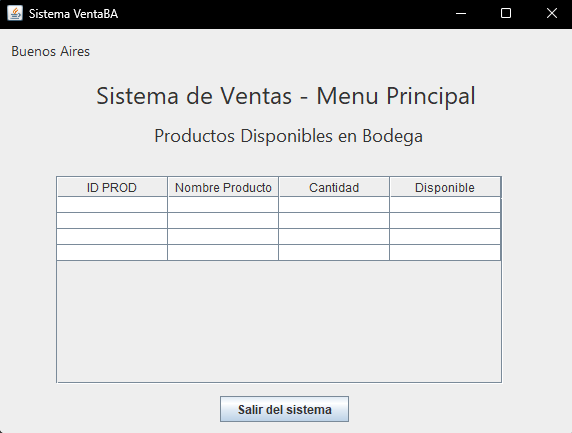 Sistema VentaBA
Buenos Aires
Sistema de Ventas - Menu Principal
Productos Disponibles en Bodega
ID PROD Nombre Producto Cantidad Disponible
Salir del sistema